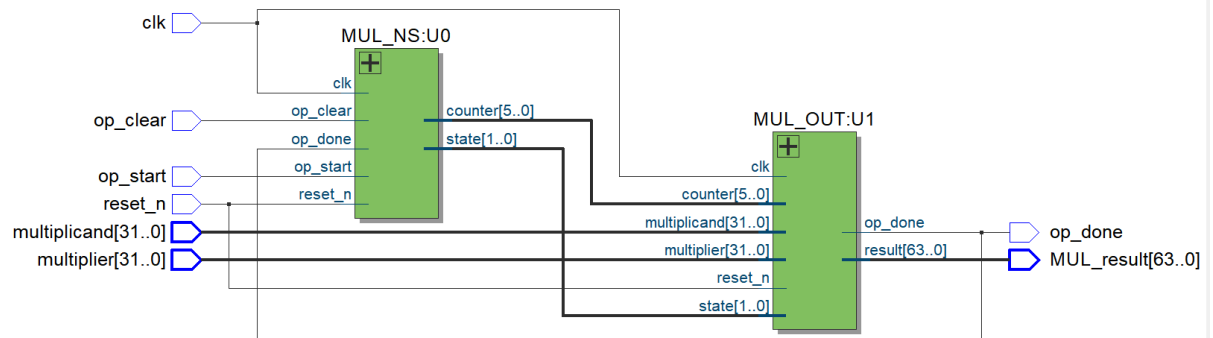 clk
op_clear
op_start
reset_n
multiplicand[31..0]
multiplier[31..0]
MUL_NS:U0
clk
op_clear
op_done
op_start
reset_n
counter[5..0]
state[1..0]
MUL_OUT:U1
clk
counter[5..0]
multiplicand[31..0]
multiplier[31..0]
reset_n
state[1..0]
op_done
result[63..0]
op_done
MUL_result[63..0]